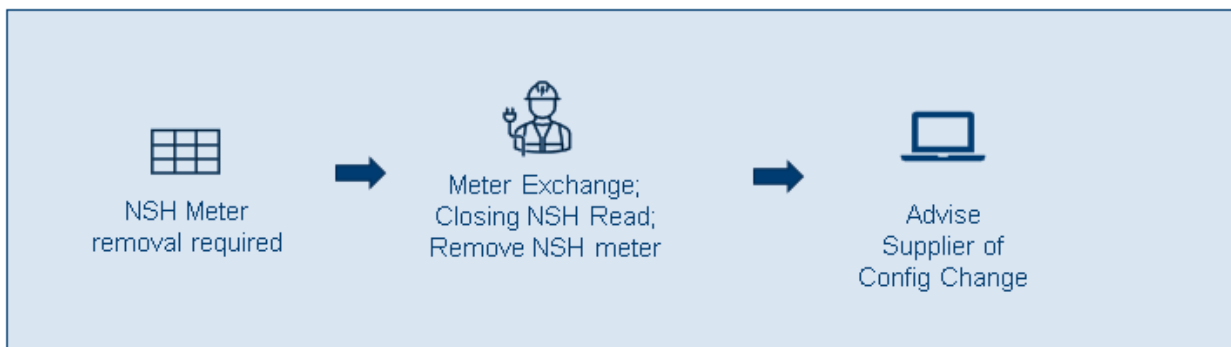 NSH Meter
removal required
Meter Exchange;
Closing NSH Read;
Remove NSH meter
Advise
Supplier of
Config Change